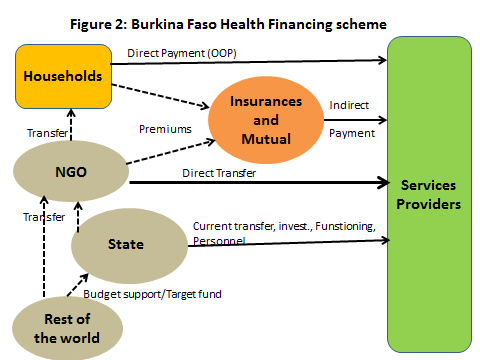 Figure 2: Burkina Faso Health Financing scheme
Direct Payment (OOP)
Households
Insurances
and
Mutual
Indirect
Payment
Transfer
Premiums
NGO
Direct Transfer
Services
Providers
Transfer
State
Current transfer, invest., Funstioning,
Personnel
Budget support/Target fund
Rest of
the world